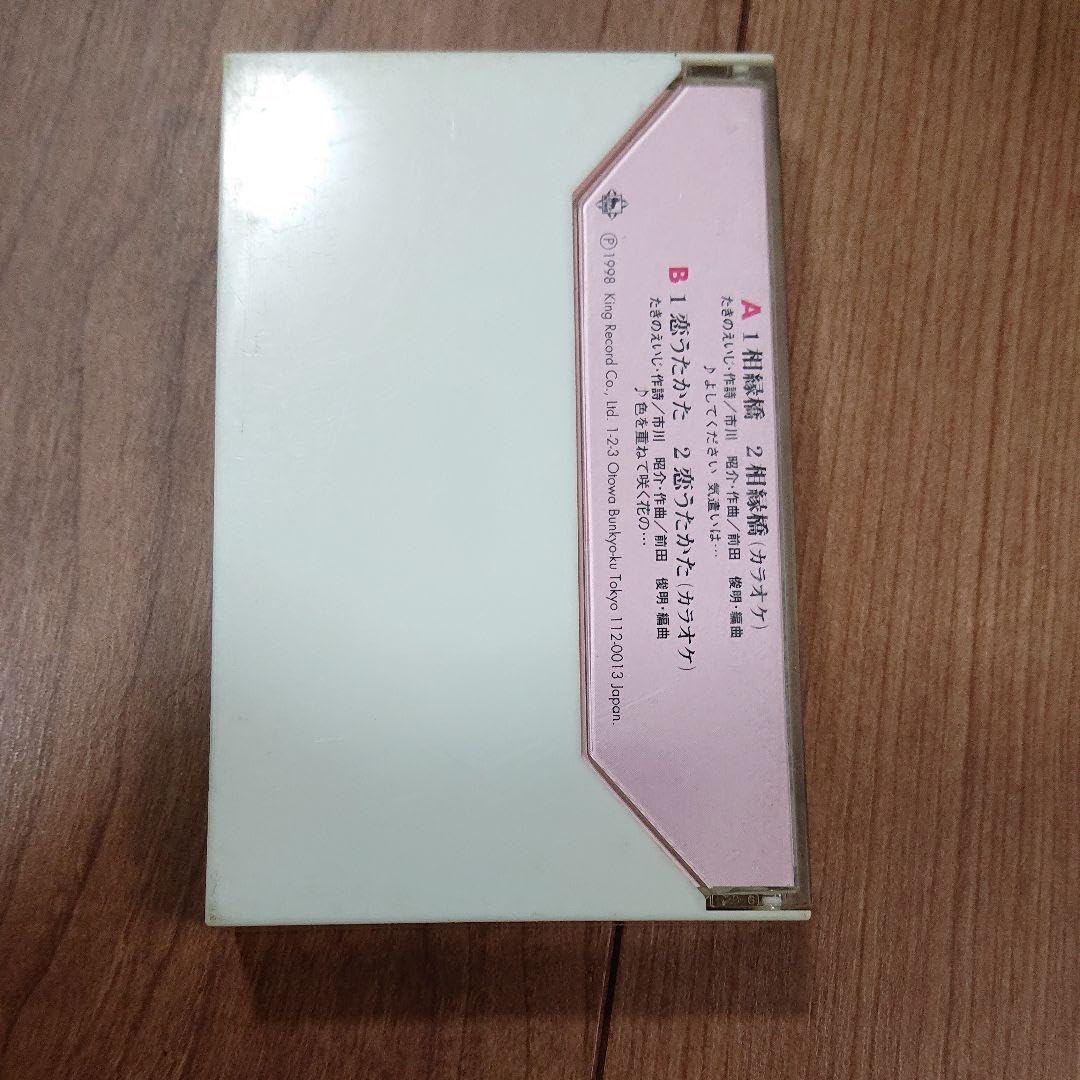 A 1 相縁橋 2 相縁橋(カラオケ)
たきのえいじ・作詩/市川 昭介・作曲/前田 俊明・編曲
♪よしてください 気遣いは…
B 1 恋うたかた 2 恋うたかた(カラオケ)
たきのえいじ・作詩/市川 昭介・作曲/前田 俊明・編曲
♪色を重ねて咲く花の…
Ⓟ1998 King Record Co., Ltd. 1-2-3 Otowa Bunkyo-ku Tokyo 112-0013 Japan.